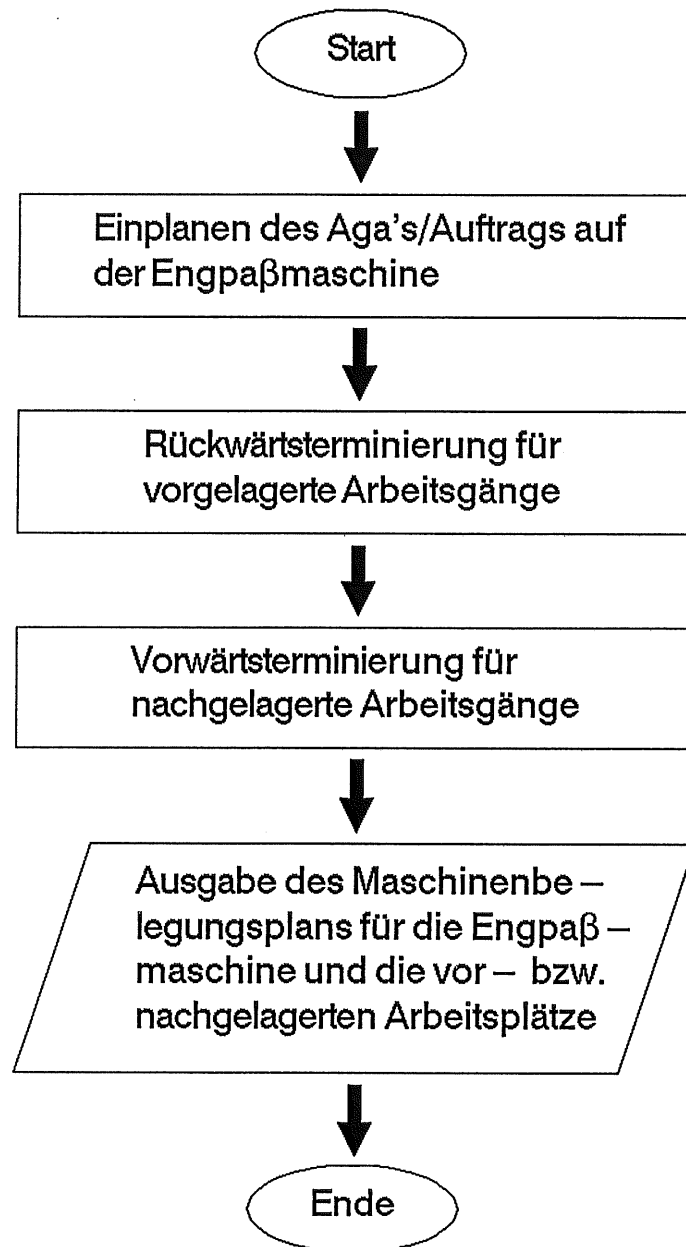 Start
Einplanen des Aga's/Auftrags auf
der Engpaßmaschine
Rückwärtsterminierung für
vorgelagerte Arbeitsgänge
Vorwärtsterminierung für
nachgelagerte Arbeitsgänge
Ausgabe des Maschinenbe –
legungsplans für die Engpaß –
maschine und die vor – bzw.
nachgelagerten Arbeitsplätze
Ende